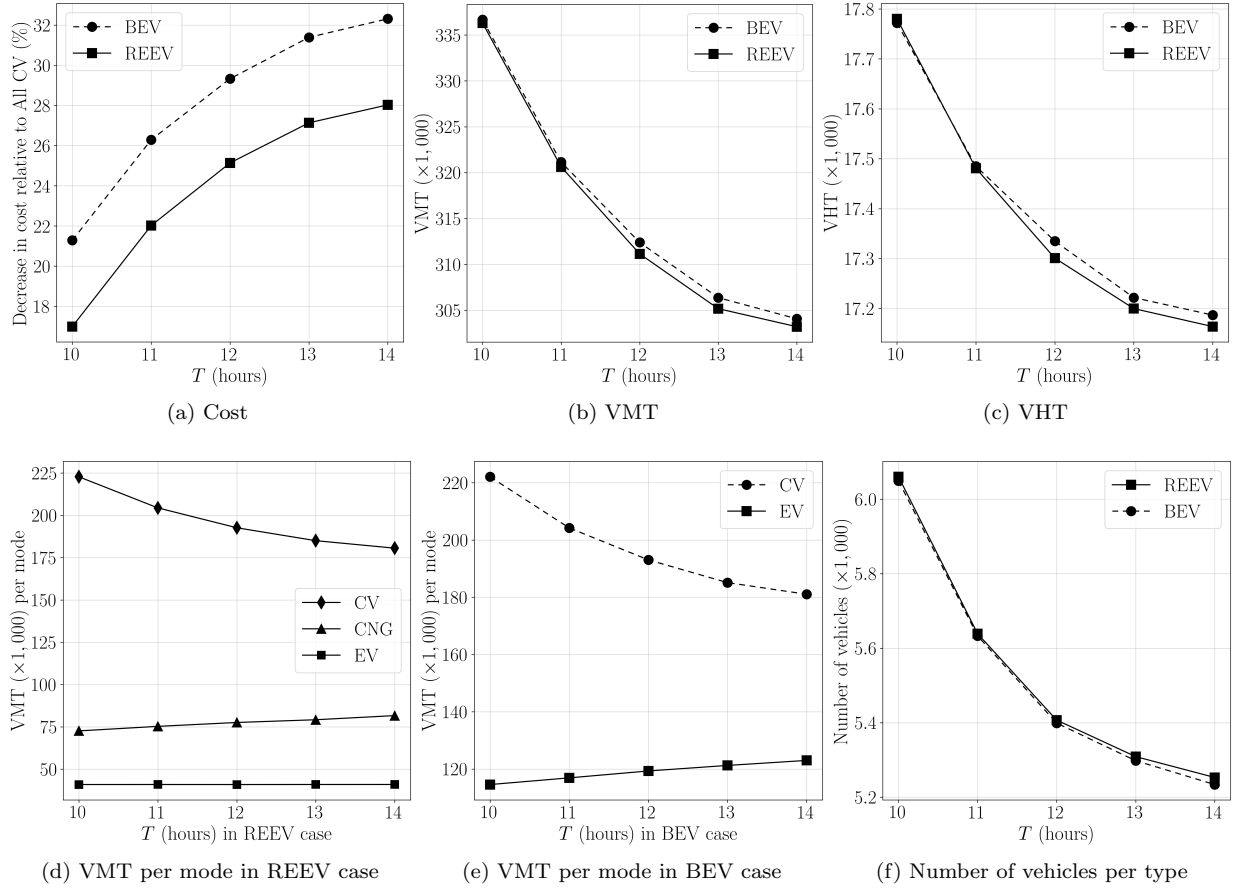 BEV
REEV
32
30
28
26
24
22
20
18
Decrease in cost relative to All CV (%)
10 11 12 13 14
T (hours)
(a) Cost
BEV
REEV
335
330
325
320
315
310
305
VMT (×1,000)
10 11 12 13 14
T (hours)
(b) VMT
BEV
REEV
17.8
17.7
17.6
17.5
17.4
17.3
17.2
VHT (×1,000)
10 11 12 13 14
T (hours)
(c) VHT
225
200
175
150
125
100
75
50
VMT (×1,000) per mode
CV
CNG
EV
10 11 12 13 14
T (hours) in REEV case
(d) VMT per mode in REEV case
220
200
180
160
140
120
VMT (×1,000) per mode
CV
EV
10 11 12 13 14
T (hours) in BEV case
(e) VMT per mode in BEV case
6.0
5.8
5.6
5.4
5.2
Number of vehicles (×1,000)
REEV
BEV
10 11 12 13 14
T (hours)
(f) Number of vehicles per type